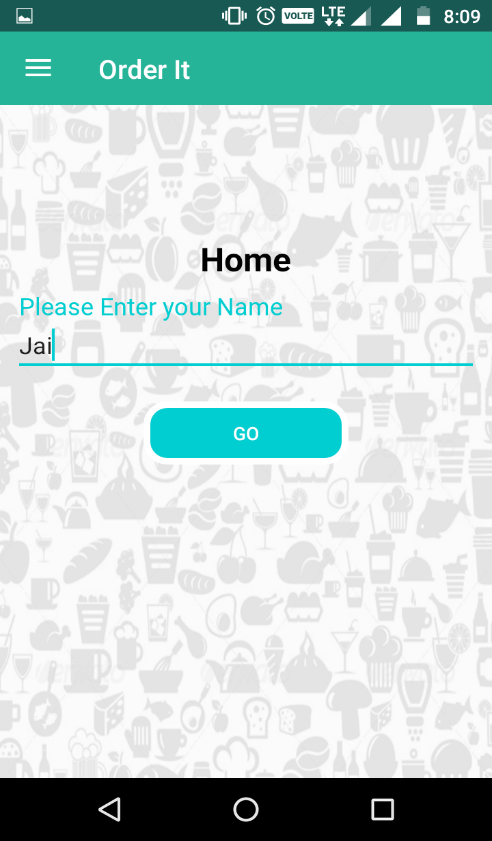 VOLTE LTE 8:09
Order It
Home
Please Enter your Name
Jai
GO